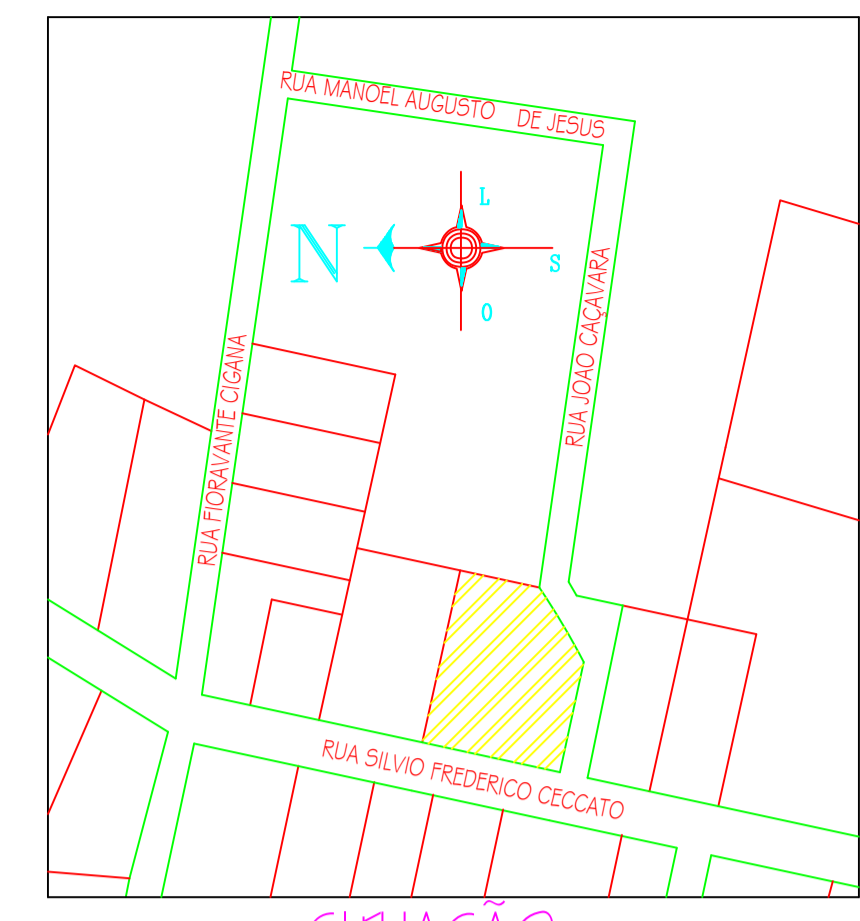 RUA MANOEL AUGUSTO DE JESUS
L
N
S
O
RUA JOAO CAÇAVARA
RUA FIORAVANTE CIGANA
RUA SILVIO FREDERICO CECCATO